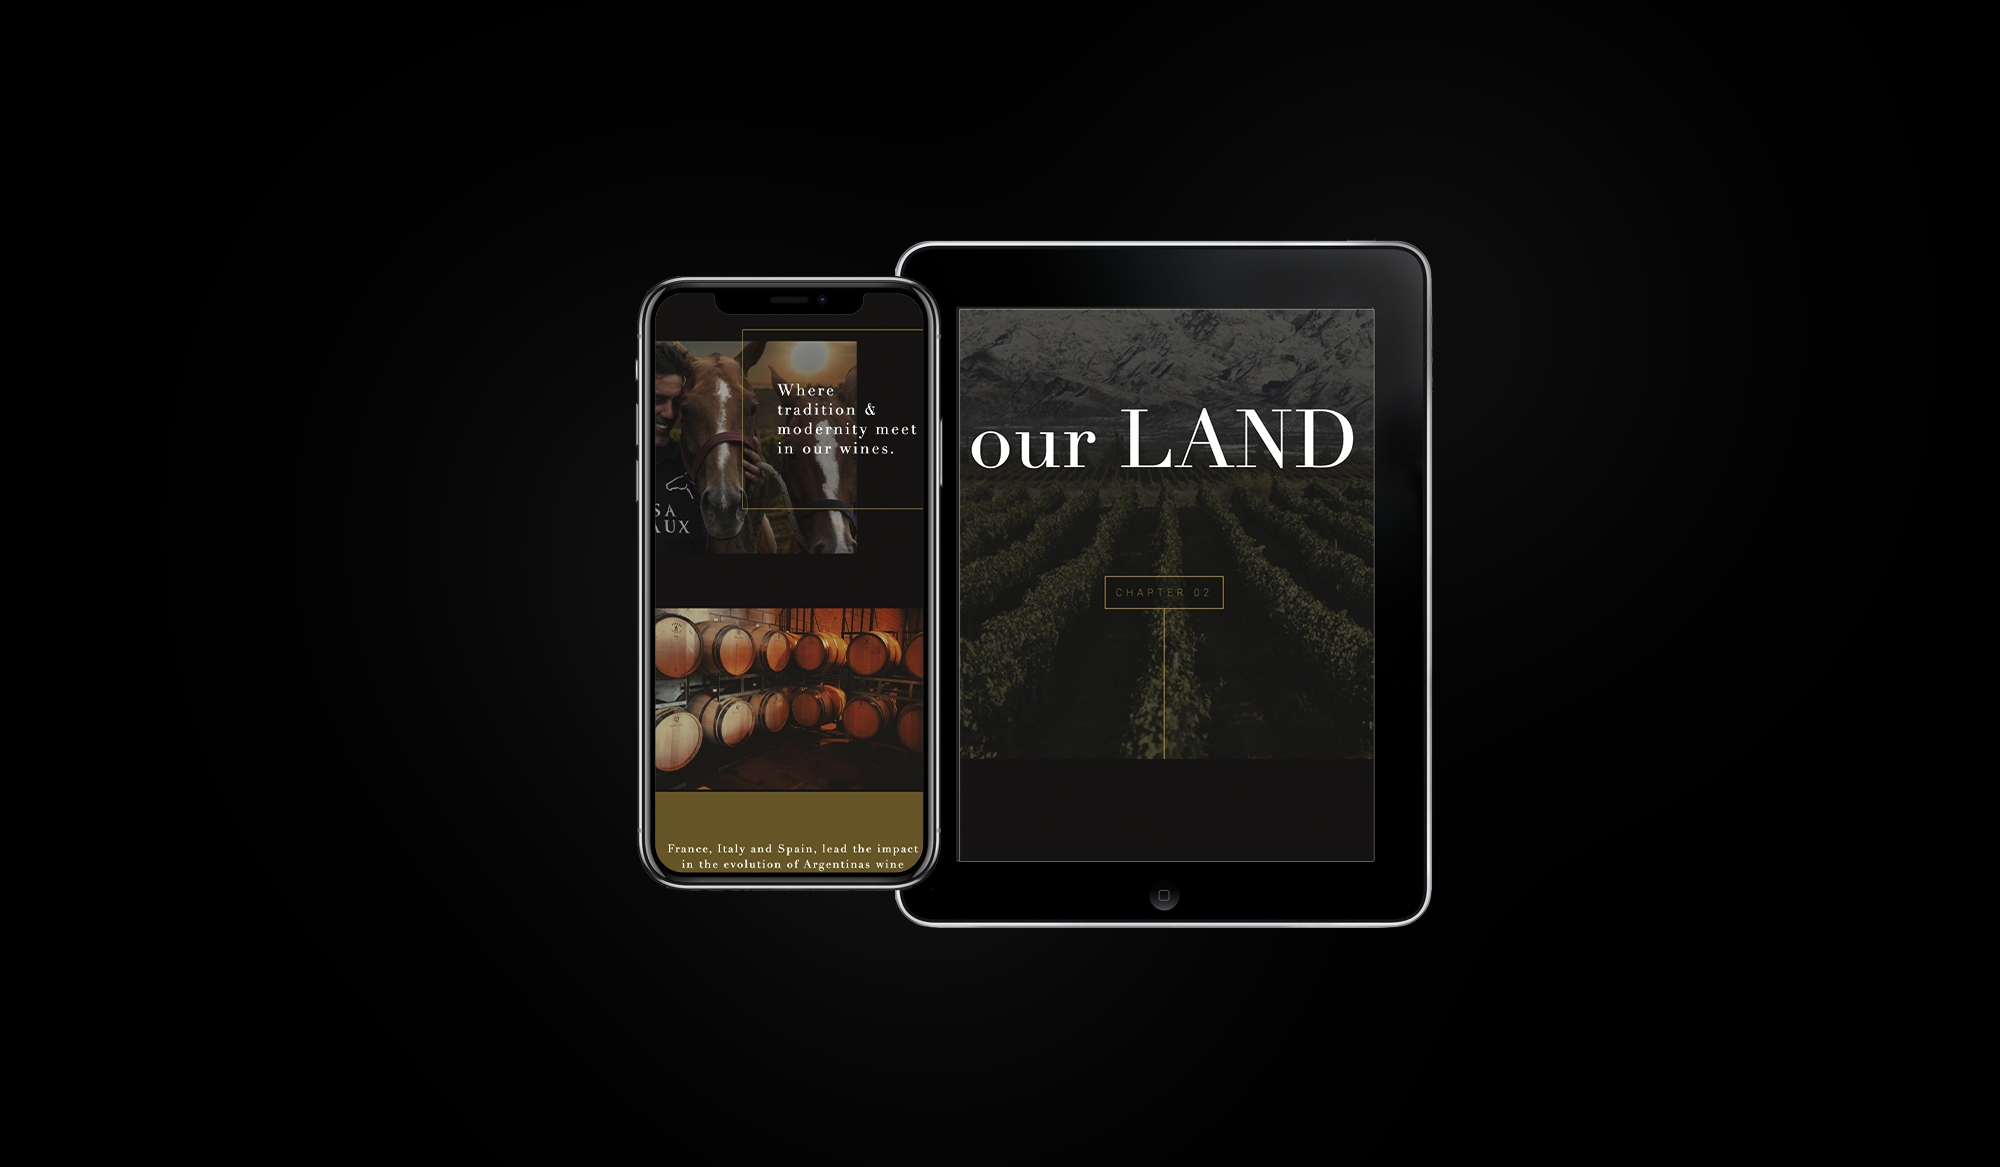 Where
tradition &
modernity meet
in our wines.
SA
AUX
France, Italy and Spain, lead the impact
in the evolution of Argentinas wine
our LAND
CHAPTER 02